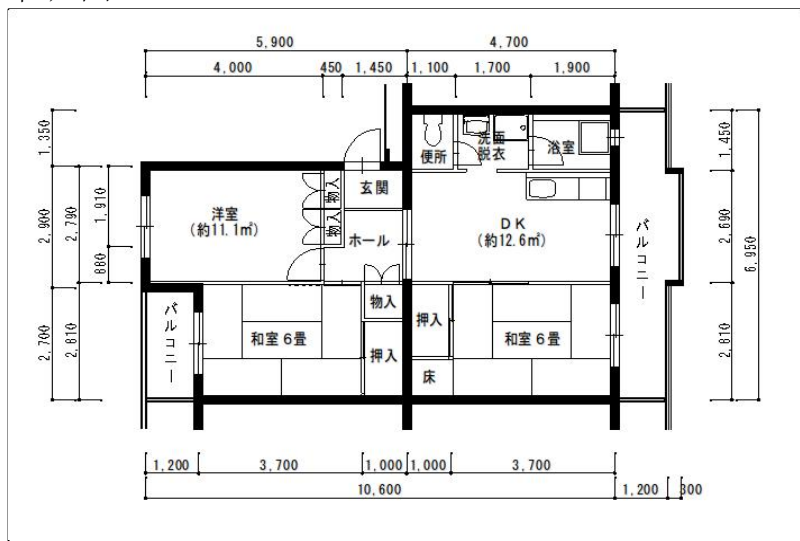 5,900
4,700
4,000
450
1,450
1,100
1,700
1,900
1,350
2,900
2,790
1,910
880
2,700
2,810
便所
洗面
脱衣
浴室
物入
玄関
洋室
(約11.1㎡)
物入
ホール
DK
(約12.6㎡)
バルコニー
1,450
2,690
6,950
2,810
バルコニー
和室6畳
物入
押入
押入
床
和室6畳
1,200
3,700
1,000
1,000
3,700
10,600
1,200
300